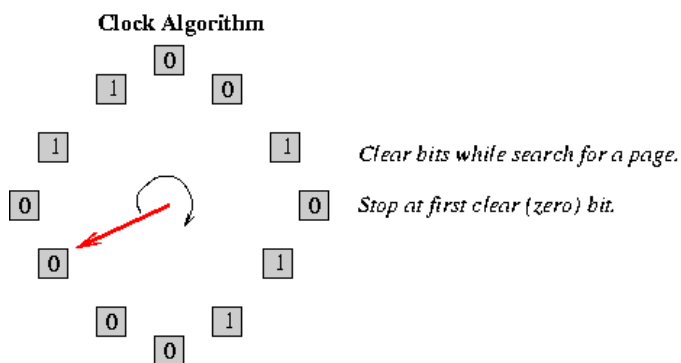 Clock Algorithm
0
1 0
1 1
Clear bits while search for a page.
0 0
Stop at first clear (zero) bit.
0 1
0 1
0